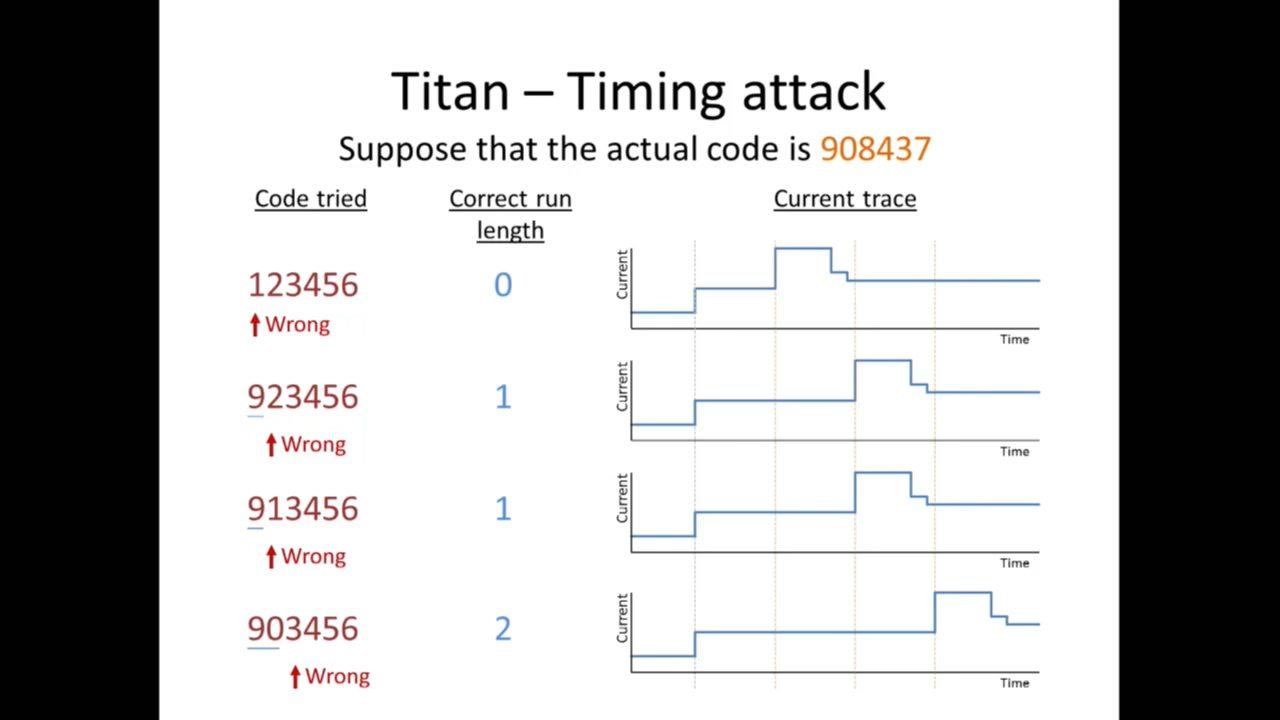 Titan – Timing attack
Suppose that the actual code is 908437
Code tried
Correct run
length
Current trace
123456
0
Current
Wrong
Time
923456
1
Current
Wrong
Time
913456
1
Current
Wrong
Time
903456
2
Current
Wrong
Time